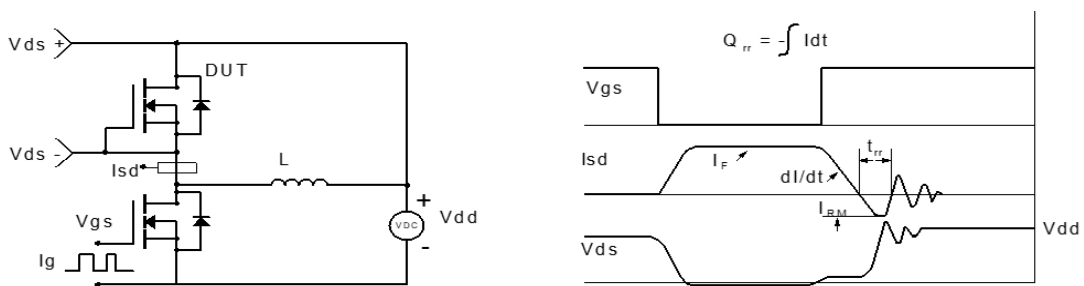 Vds +
DUT
Vds -
Isd
L
Vgs
Ig
+
VDC
-
Vdd
Q rr = - ∫ Idt
Vgs
Isd
I F
dI/dt
t rr
I RM
Vds
Vdd